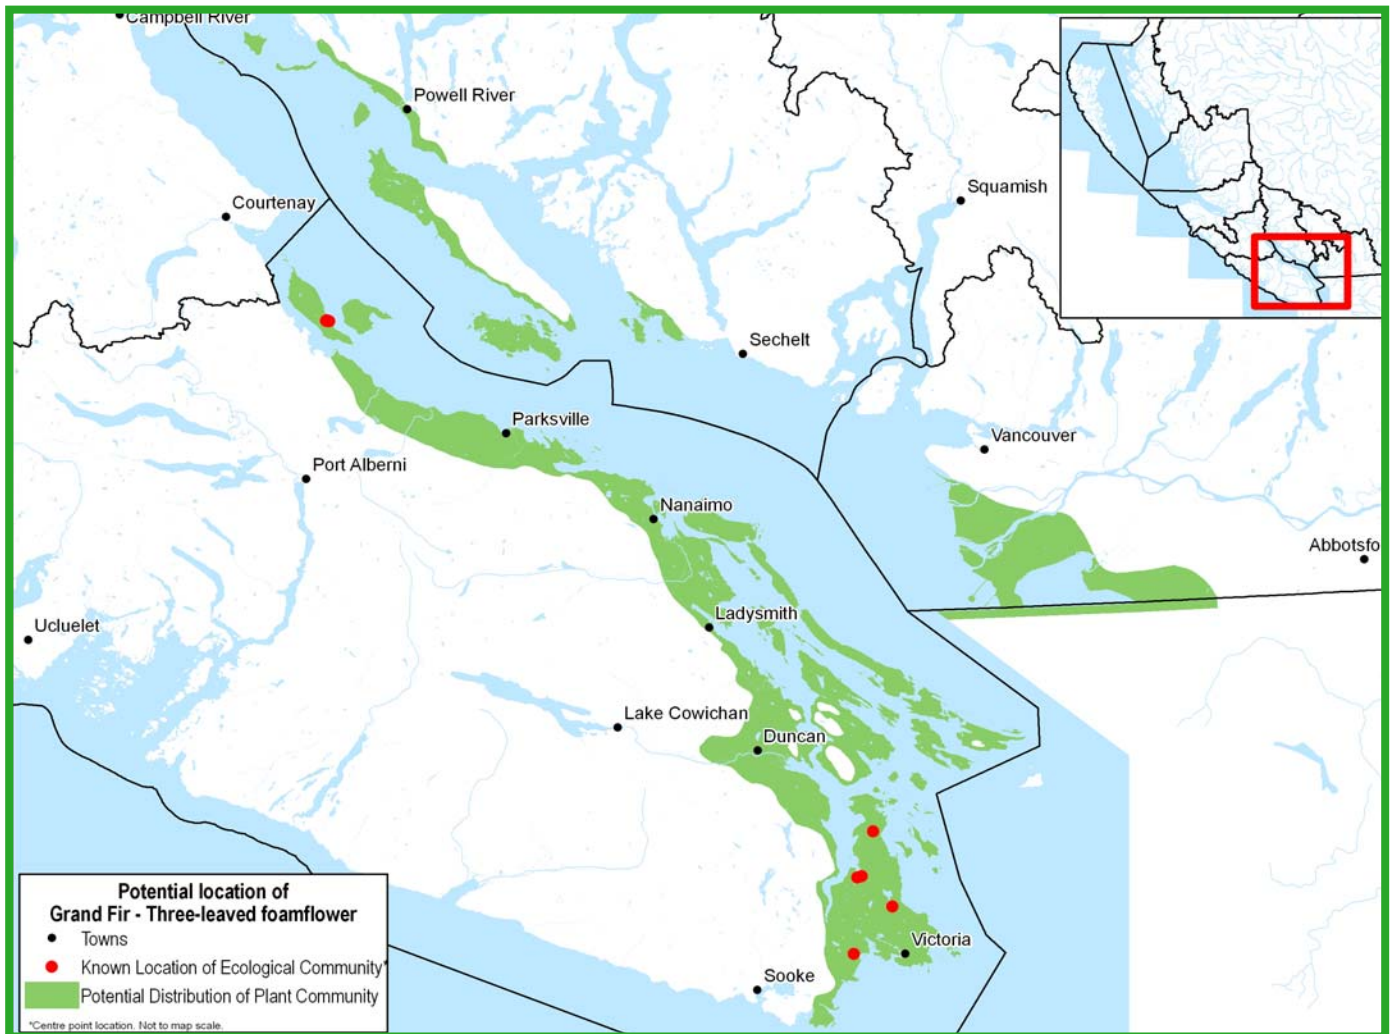 Campbell River
Powell River
Courtenay
Squamish
Sechelt
Parksville
Vancouver
Port Alberni
Nanaimo
Abbotsfo
Ucluelet
Ladysmith
Lake Cowichan
Duncan
Victoria
Sooke
Potential location of
Grand Fir - Three-leaved foamflower
Towns
Known Location of Ecological Community*
Potential Distribution of Plant Community
*Centre point location. Not to map scale.